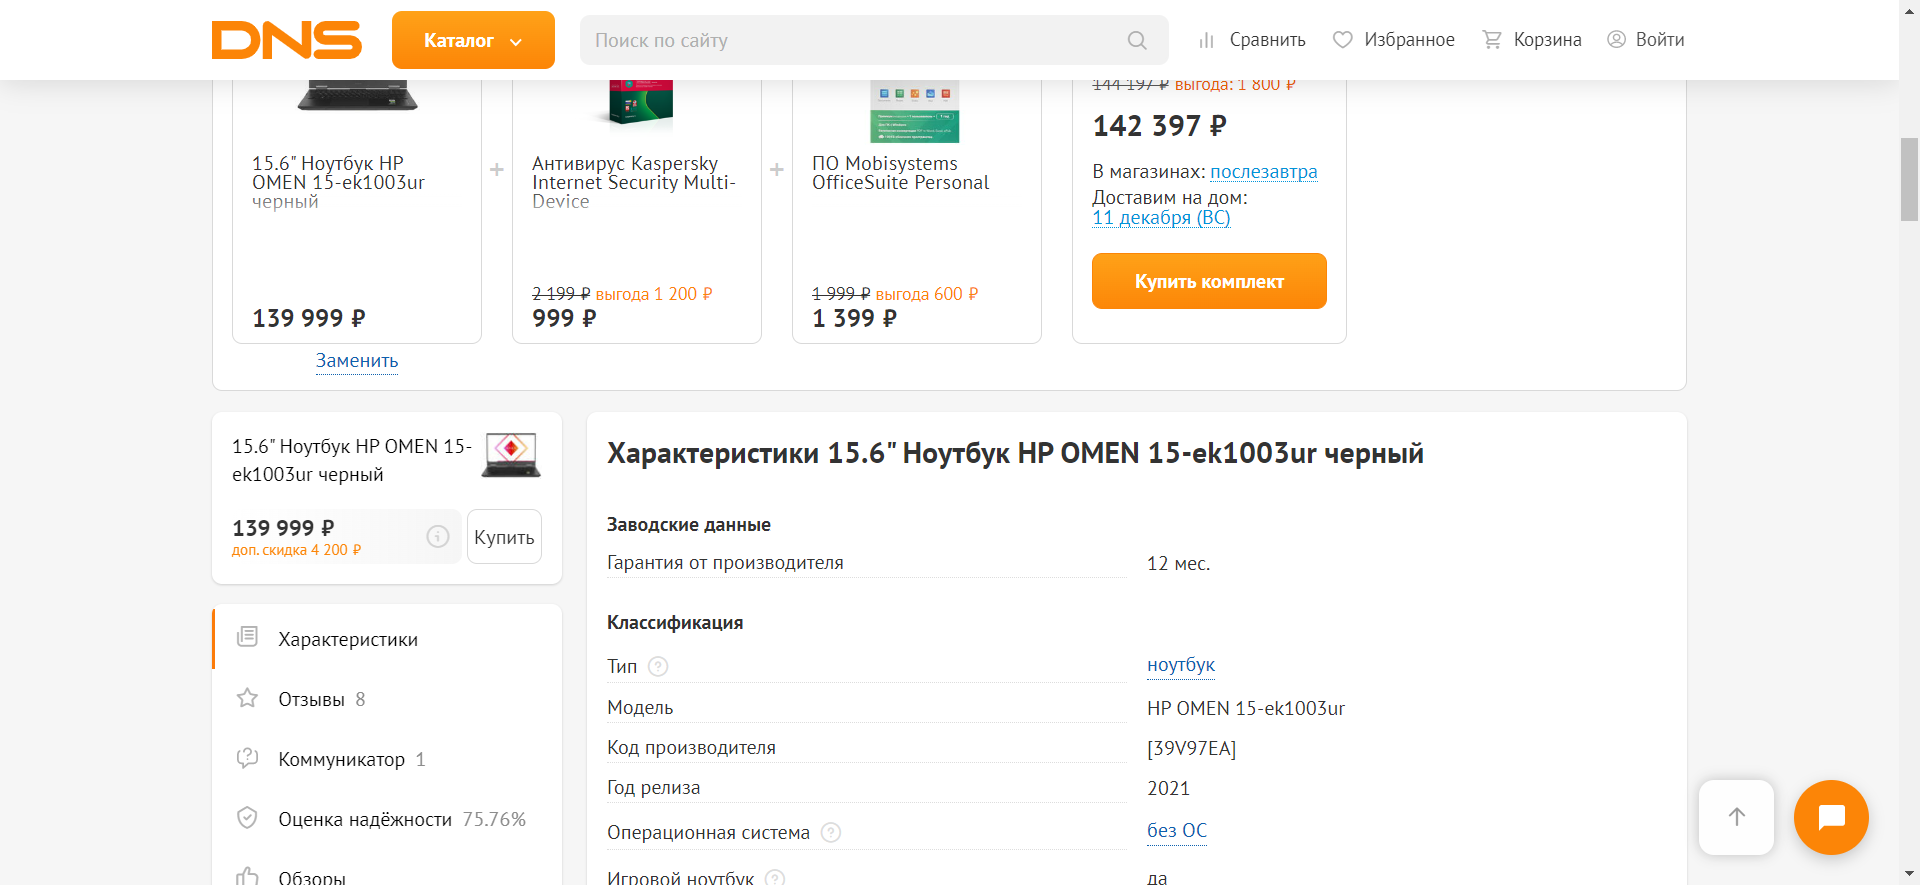 DNS
Каталог
Поиск по сайту
Сравнить
Избранное
Корзина
Войти
15.6" Ноутбук HP
OMEN 15-ek1003ur
черный
139 999 ₽
Заменить
+
Антивирус Kaspersky
Internet Security Multi-
Device
2 199 ₽ выгода 1 200 ₽
999 ₽
+
ПО Mobisystems
OfficeSuite Personal
1 999 ₽ выгода 600 ₽
1 399 ₽
144 197 ₽ выгода: 1 800 ₽
142 397 ₽
В магазинах: послезавтра
Доставим на дом:
11 декабря (ВС)
Купить комплект
15.6" Ноутбук HP OMEN 15-
ek1003ur черный
139 999 ₽
доп. скидка 4 200 ₽
Купить
Характеристики
Отзывы 8
Коммуникатор 1
Оценка надёжности 75.76%
Обзоры
Характеристики 15.6" Ноутбук HP OMEN 15-ek1003ur черный
Заводские данные
Гарантия от производителя 12 мес.
Классификация
Тип ? ноутбук
Модель HP OMEN 15-ek1003ur
Код производителя [39V97EA]
Год релиза 2021
Операционная система ? без ОС
Игровой ноутбук ? да